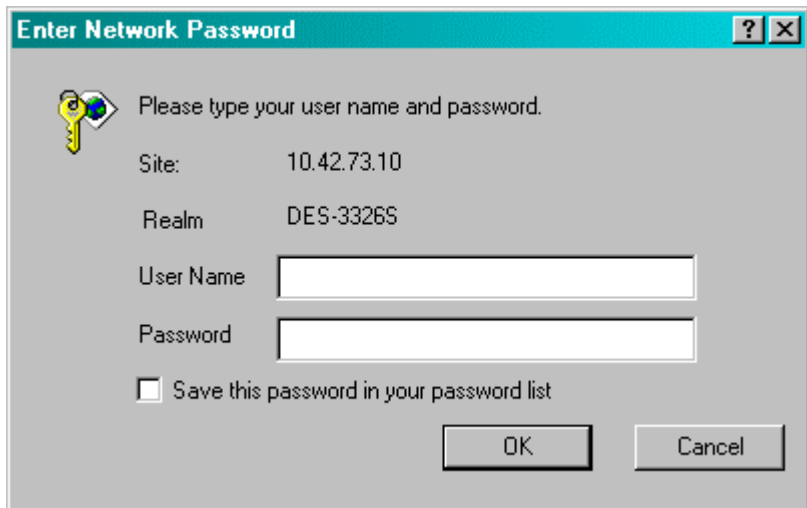 Enter Network Password
Please type your user name and password.
Site: 10.42.73.10
Realm DES-3326S
User Name
Password
Save this password in your password list
OK Cancel